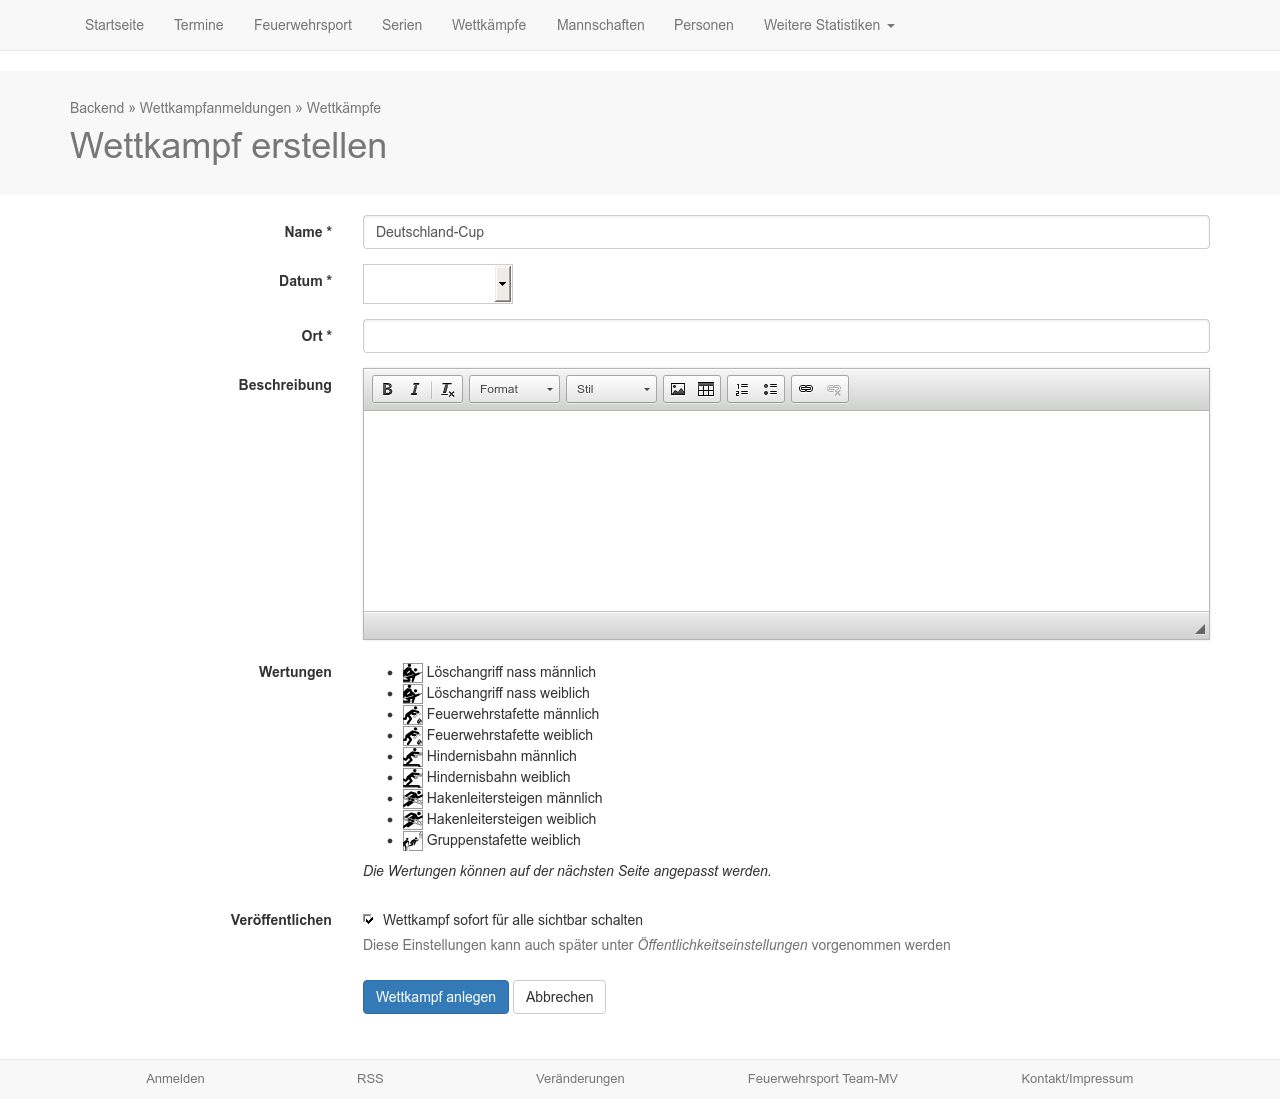 Startseite Termine Feuerwehrsport Serien Wettkämpfe Mannschaften Personen Weitere Statistiken
Backend » Wettkampfanmeldungen » Wettkämpfe
Wettkampf erstellen
Name * Deutschland-Cup
Datum *
Ort *
Beschreibung
B I Tx Format Stil
Wertungen
Löschangriff nass männlich
Löschangriff nass weiblich
Feuerwehrstafette männlich
Feuerwehrstafette weiblich
Hindernisbahn männlich
Hindernisbahn weiblich
Hakenleitersteigen männlich
Hakenleitersteigen weiblich
Gruppenstafette weiblich
Die Wertungen können auf der nächsten Seite angepasst werden.
Veröffentlichen Wettkampf sofort für alle sichtbar schalten
Diese Einstellungen kann auch später unter Öffentlichkeitseinstellungen vorgenommen werden
Wettkampf anlegen Abbrechen
Anmelden RSS Veränderungen Feuerwehrsport Team-MV Kontakt/Impressum